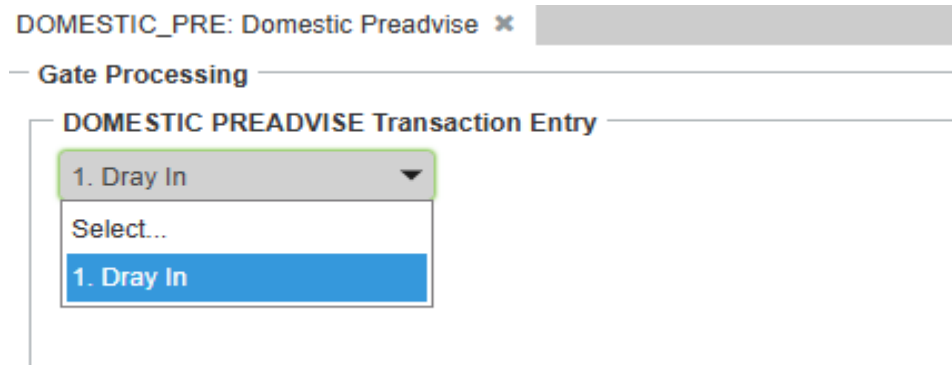 DOMESTIC_PRE: Domestic Preadvise ✖
Gate Processing
DOMESTIC PREADVISE Transaction Entry
1. Dray In
Select...
1. Dray In